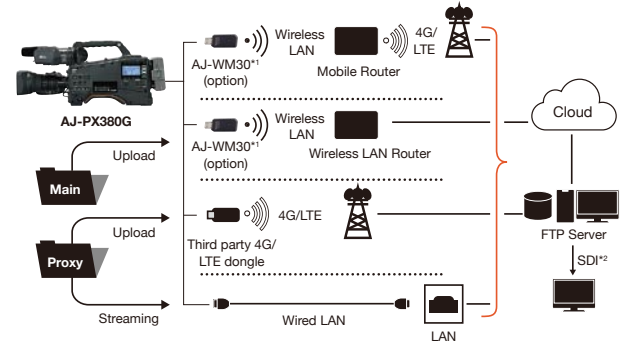 AJ-PX380G
Upload
Main
Upload
Proxy
Streaming
AJ-WM30*1
(option)
Wireless
LAN
Mobile Router
4G/
LTE
AJ-WM30*1
(option)
Wireless
LAN
Wireless LAN Router
Third party 4G/
LTE dongle
4G/LTE
Wired LAN
LAN
Cloud
FTP Server
SDI*2